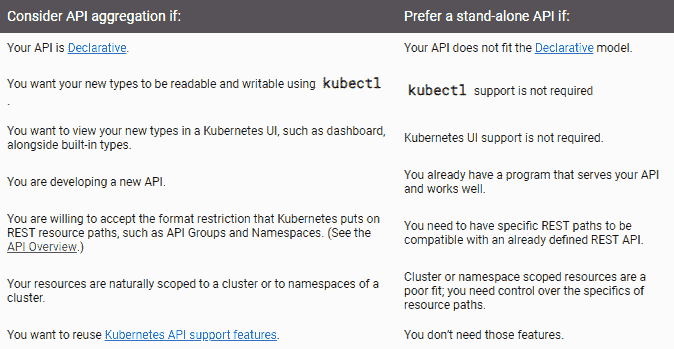 Consider API aggregation if:
Prefer a stand-alone API if:
Your API is Declarative.
Your API does not fit the Declarative model.
You want your new types to be readable and writable using kubectl
.
kubectl support is not required
You want to view your new types in a Kubernetes UI, such as dashboard,
alongside built-in types.
Kubernetes UI support is not required.
You are developing a new API.
You already have a program that serves your API
and works well.
You are willing to accept the format restriction that Kubernetes puts on
REST resource paths, such as API Groups and Namespaces. (See the
API Overview.)
You need to have specific REST paths to be
compatible with an already defined REST API.
Your resources are naturally scoped to a cluster or to namespaces of a
cluster.
Cluster or namespace scoped resources are a
poor fit; you need control over the specifics of
resource paths.
You want to reuse Kubernetes API support features.
You don't need those features.